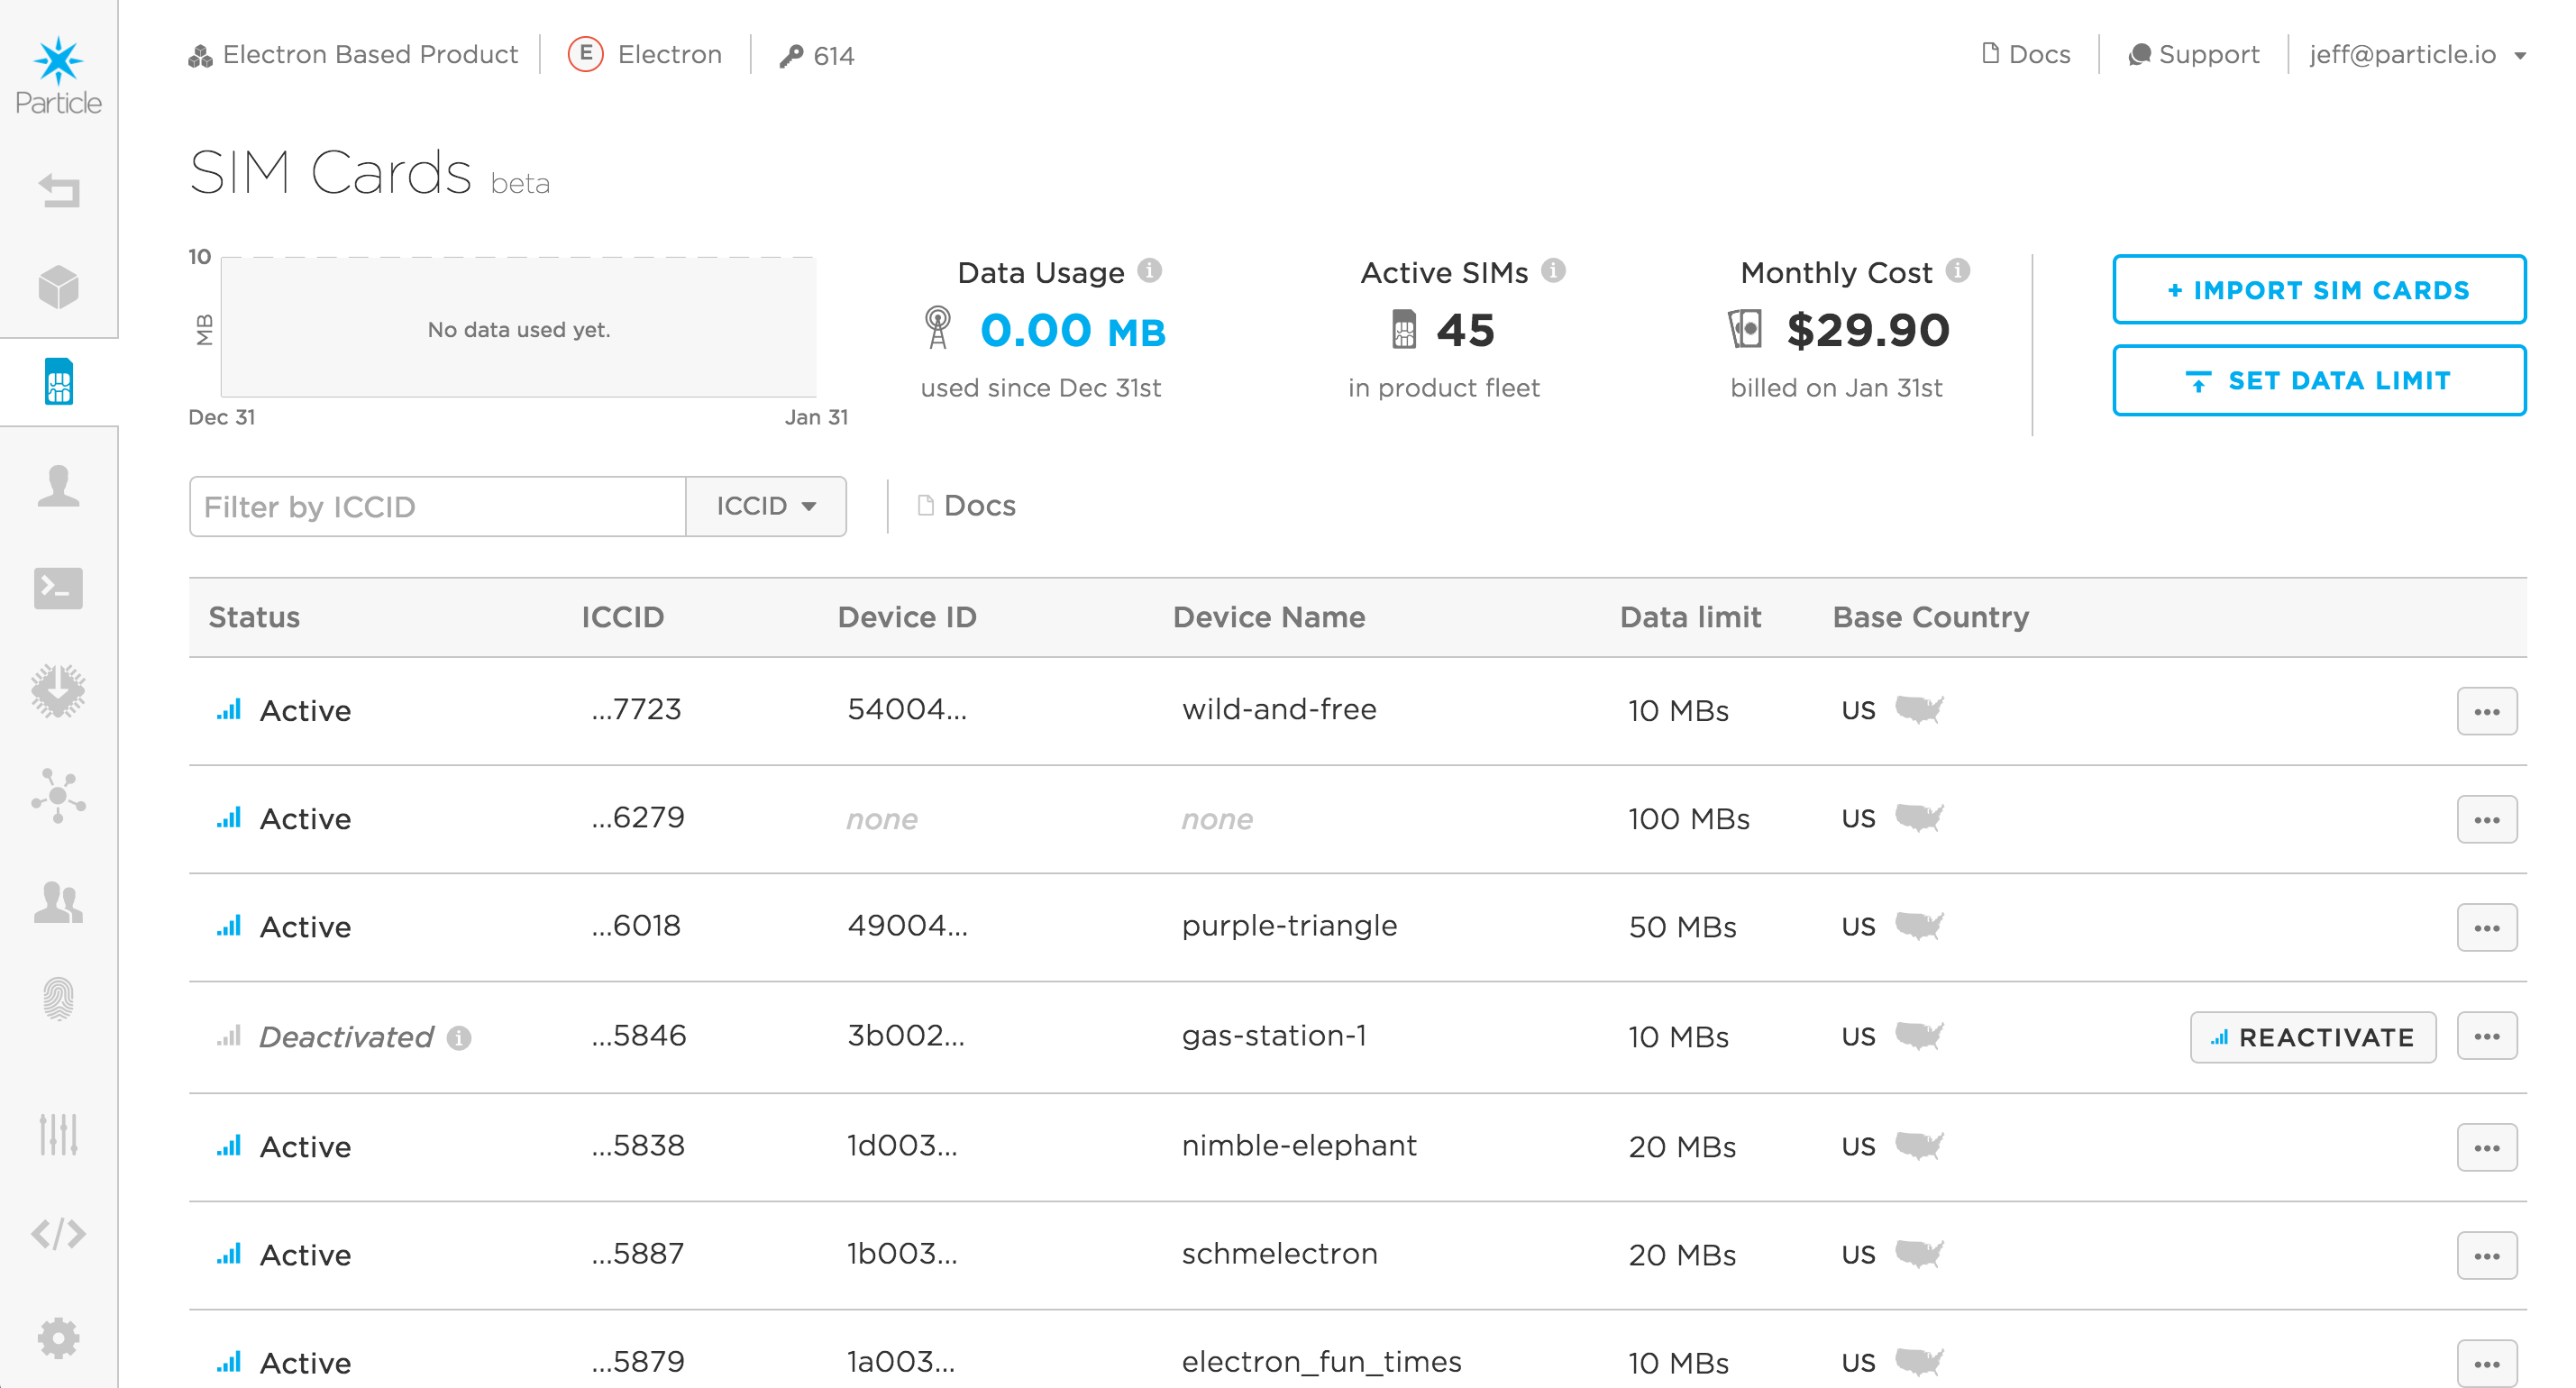 Particle
Electron Based Product
E Electron
614
Docs
Support
jeff@particle.io
SIM Cards beta
10
MB
No data used yet.
Dec 31
Jan 31
Data Usage i
0.00 MB
used since Dec 31st
Active SIMs i
45
in product fleet
Monthly Cost i
$29.90
billed on Jan 31st
+ IMPORT SIM CARDS
SET DATA LIMIT
Filter by ICCID
ICCID
Docs
Status ICCID Device ID Device Name Data limit Base Country
Active ...7723 54004... wild-and-free 10 MBs US ...
Active ...6279 none none 100 MBs US ...
Active ...6018 49004... purple-triangle 50 MBs US ...
Deactivated i ...5846 3b002... gas-station-1 10 MBs US REACTIVATE ...
Active ...5838 1d003... nimble-elephant 20 MBs US ...
Active ...5887 1b003... schmelectron 20 MBs US ...
Active ...5879 1a003... electron_fun_times 10 MBs US ...